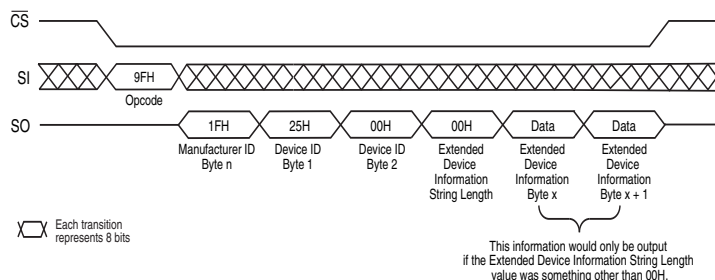 CS
SI
9FH
Opcode
SO
1FH
25H
00H
00H
Data
Data
Manufacturer ID
Byte n
Device ID
Byte 1
Device ID
Byte 2
Extended
Device
Information
String Length
Extended
Device
Information
Byte x
Extended
Device
Information
Byte x + 1
Each transition
represents 8 bits
This information would only be output
if the Extended Device Information String Length
value was something other than 00H.